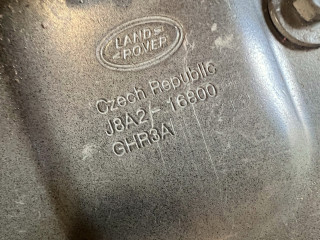 LAND
ROVER
Czech Republic
J8A2-16800
GHR3A